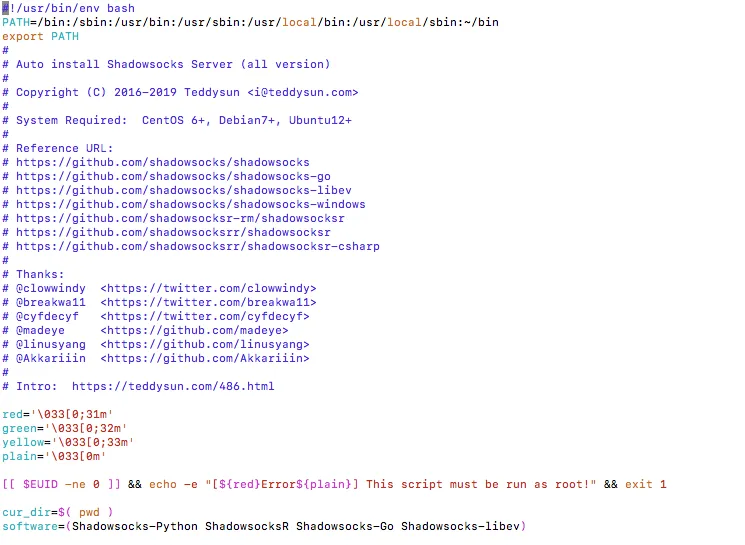 #!/usr/bin/env bash
PATH=/bin:/sbin:/usr/bin:/usr/sbin:/usr/local/bin:/usr/local/sbin:~/bin
export PATH
#
# Auto install Shadowsocks Server (all version)
#
# Copyright (C) 2016-2019 Teddysun <i@teddysun.com>
#
# System Required:  CentOS 6+, Debian7+, Ubuntu12+
#
# Reference URL:
# https://github.com/shadowsocks/shadowsocks
# https://github.com/shadowsocks/shadowsocks-go
# https://github.com/shadowsocks/shadowsocks-libev
# https://github.com/shadowsocks/shadowsocks-windows
# https://github.com/shadowsocksr-rm/shadowsocksr
# https://github.com/shadowsocksrr/shadowsocksr
# https://github.com/shadowsocksrr/shadowsocksr-csharp
#
# Thanks:
# @clowwindy  <https://twitter.com/clowwindy>
# @breakwa11  <https://twitter.com/breakwa11>
# @cyfdecyf   <https://twitter.com/cyfdecyf>
# @madeye     <https://github.com/madeye>
# @linusyang  <https://github.com/linusyang>
# @Akkariiin  <https://github.com/Akkariiin>
#
# Intro:  https://teddysun.com/486.html

red='\033[0;31m'
green='\033[0;32m'
yellow='\033[0;33m'
plain='\033[0m'

[[ $EUID -ne 0 ]] && echo -e "[${red}Error${plain}] This script must be run as root!" && exit 1

cur_dir=$( pwd )
software=(Shadowsocks-Python ShadowsocksR Shadowsocks-Go Shadowsocks-libev)